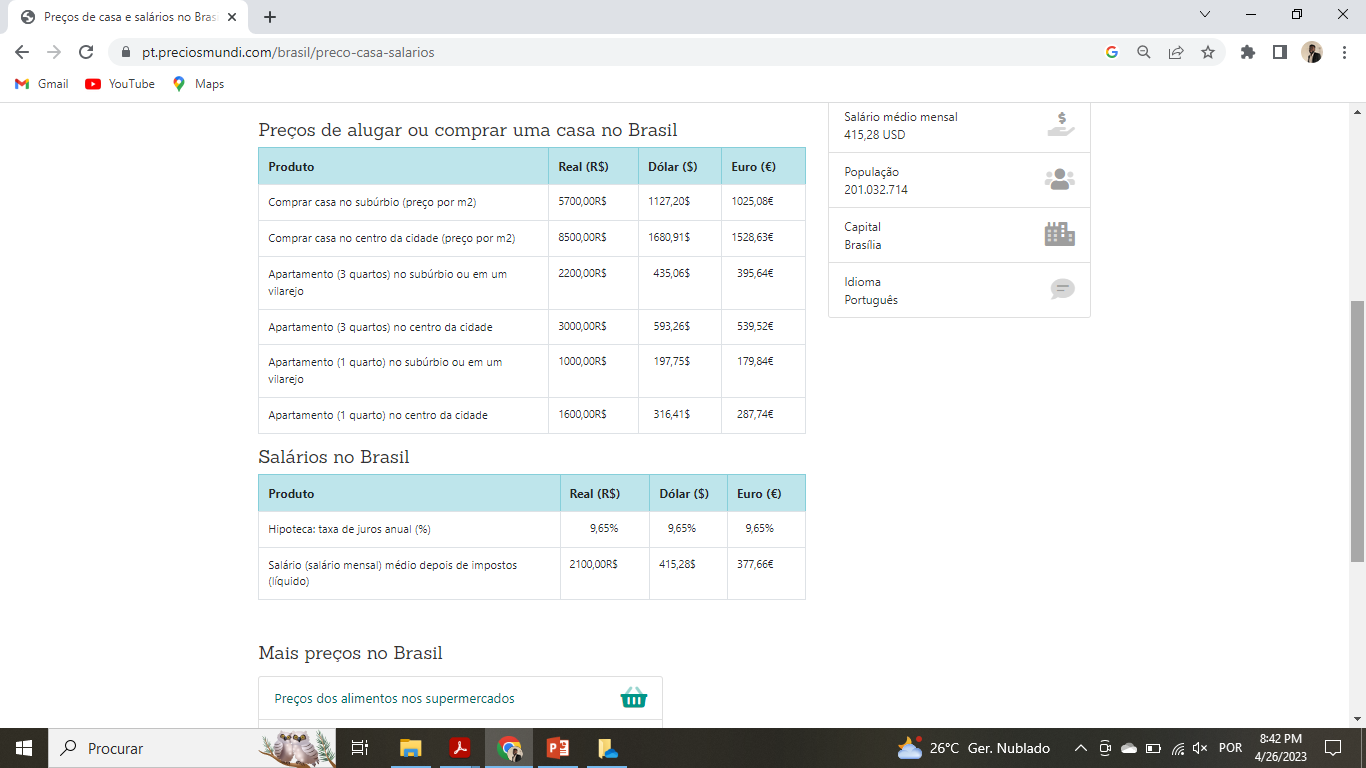 Preços de casa e salários no Bras
pt.preciosmundi.com/brasil/preco-casa-salarios
Gmail
YouTube
Maps
Preços de alugar ou comprar uma casa no Brasil
Produto Real (R$) Dólar ($) Euro (€)
Comprar casa no subúrbio (preço por m2) 5700,00R$ 1127,20$ 1025,08€
Comprar casa no centro da cidade (preço por m2) 8500,00R$ 1680,91$ 1528,63€
Apartamento (3 quartos) no subúrbio ou em um 2200,00R$ 435,06$ 395,64€
vilarejo
Apartamento (3 quartos) no centro da cidade 3000,00R$ 593,26$ 539,52€
Apartamento (1 quarto) no subúrbio ou em um 1000,00R$ 197,75$ 179,84€
vilarejo
Apartamento (1 quarto) no centro da cidade 1600,00R$ 316,41$ 287,74€
Salários no Brasil
Produto Real (R$) Dólar ($) Euro (€)
Hipoteca: taxa de juros anual (%) 9,65% 9,65% 9,65%
Salário (salário mensal) médio depois de impostos 2100,00R$ 415,28$ 377,66€
(líquido)
Mais preços no Brasil
Preços dos alimentos nos supermercados
Salário médio mensal
415,28 USD
População
201.032.714
Capital
Brasília
Idioma
Português
Procurar
26°C Ger. Nublado
POR
8:42 PM
4/26/2023